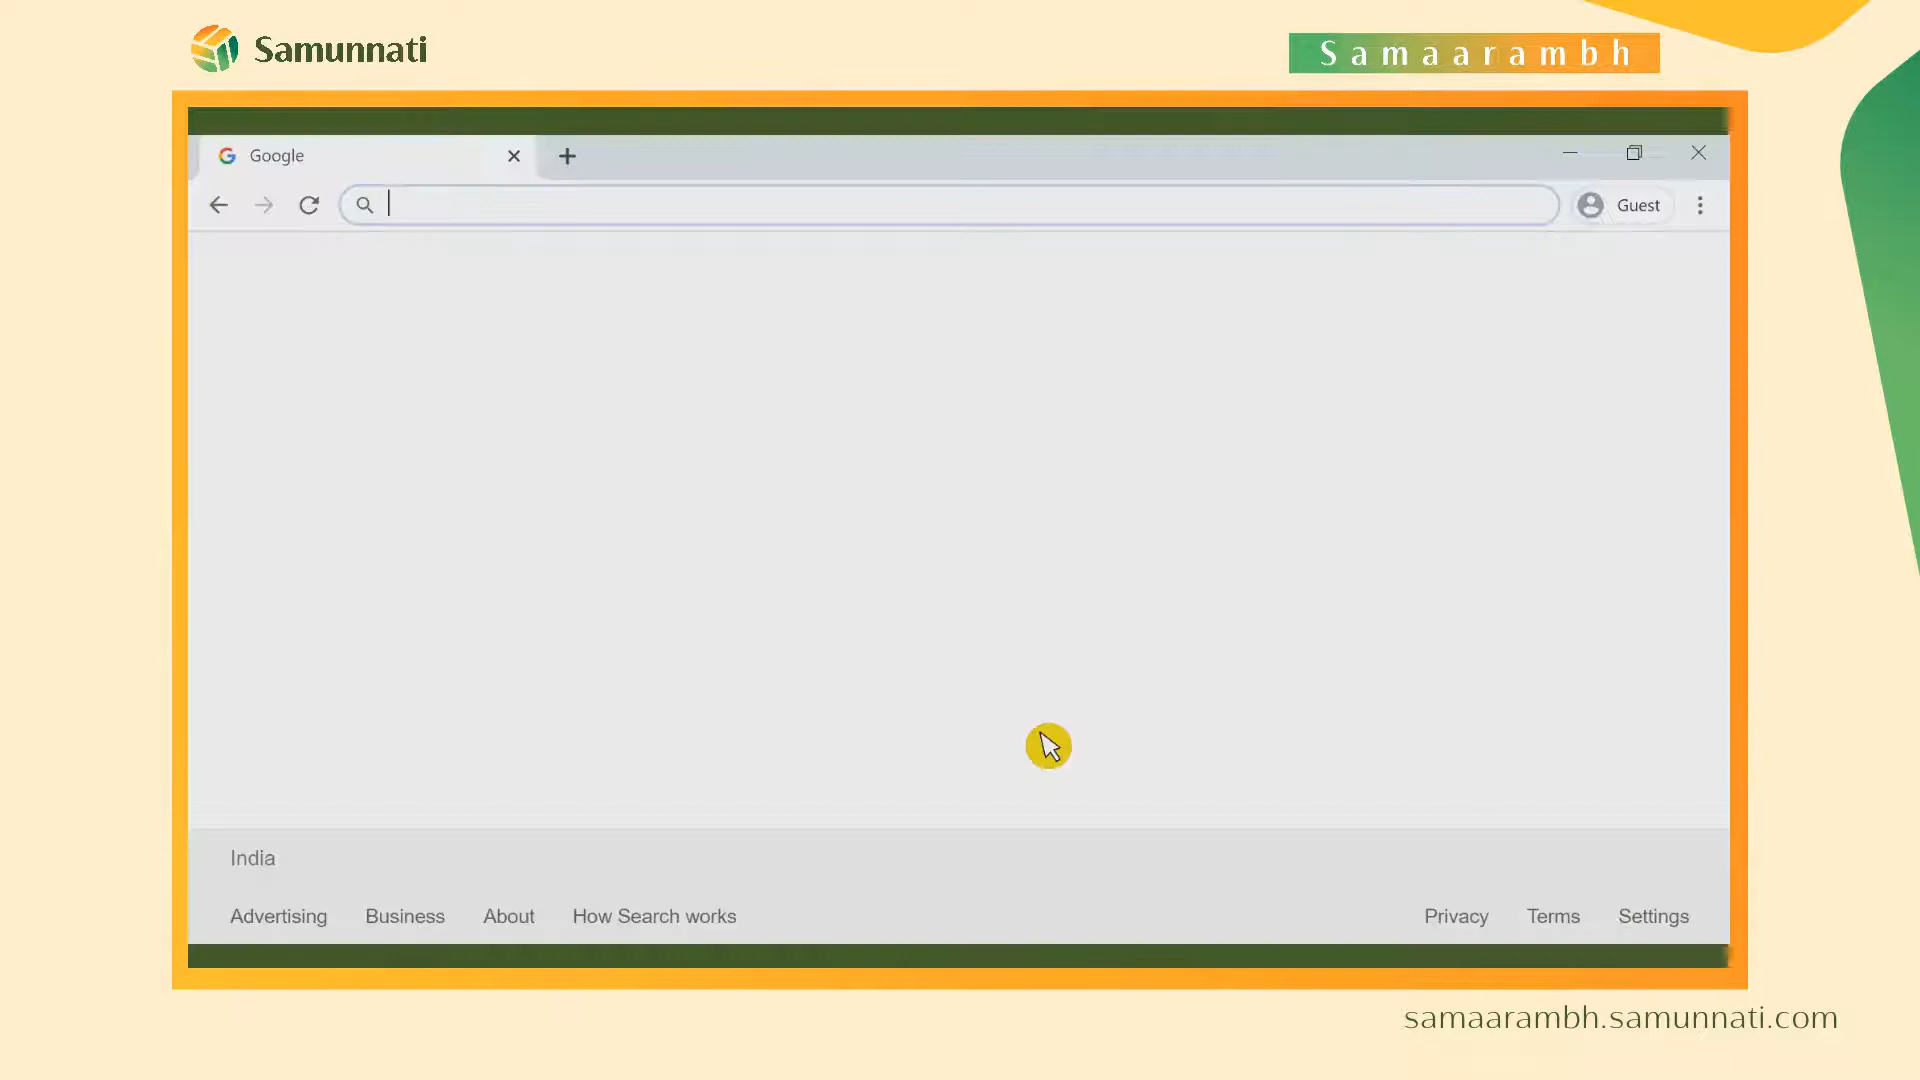 Samunnati
Samaarambh
Google
Guest
India
Advertising Business About How Search works Privacy Terms Settings
samaarambh.samunnati.com